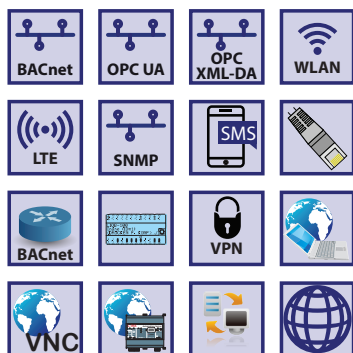 BACnet
OPC UA
OPC
XML-DA
WLAN
LTE
SNMP
SMS
BACnet
VPN
VNC